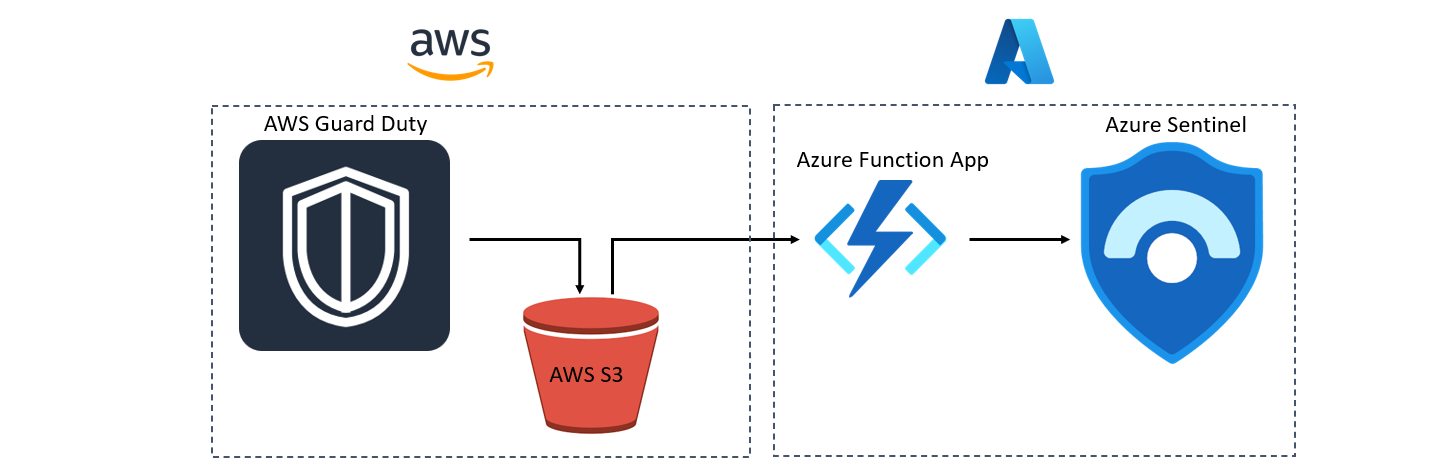 aws
AWS Guard Duty
Azure Sentinel
Azure Function App
AWS S3